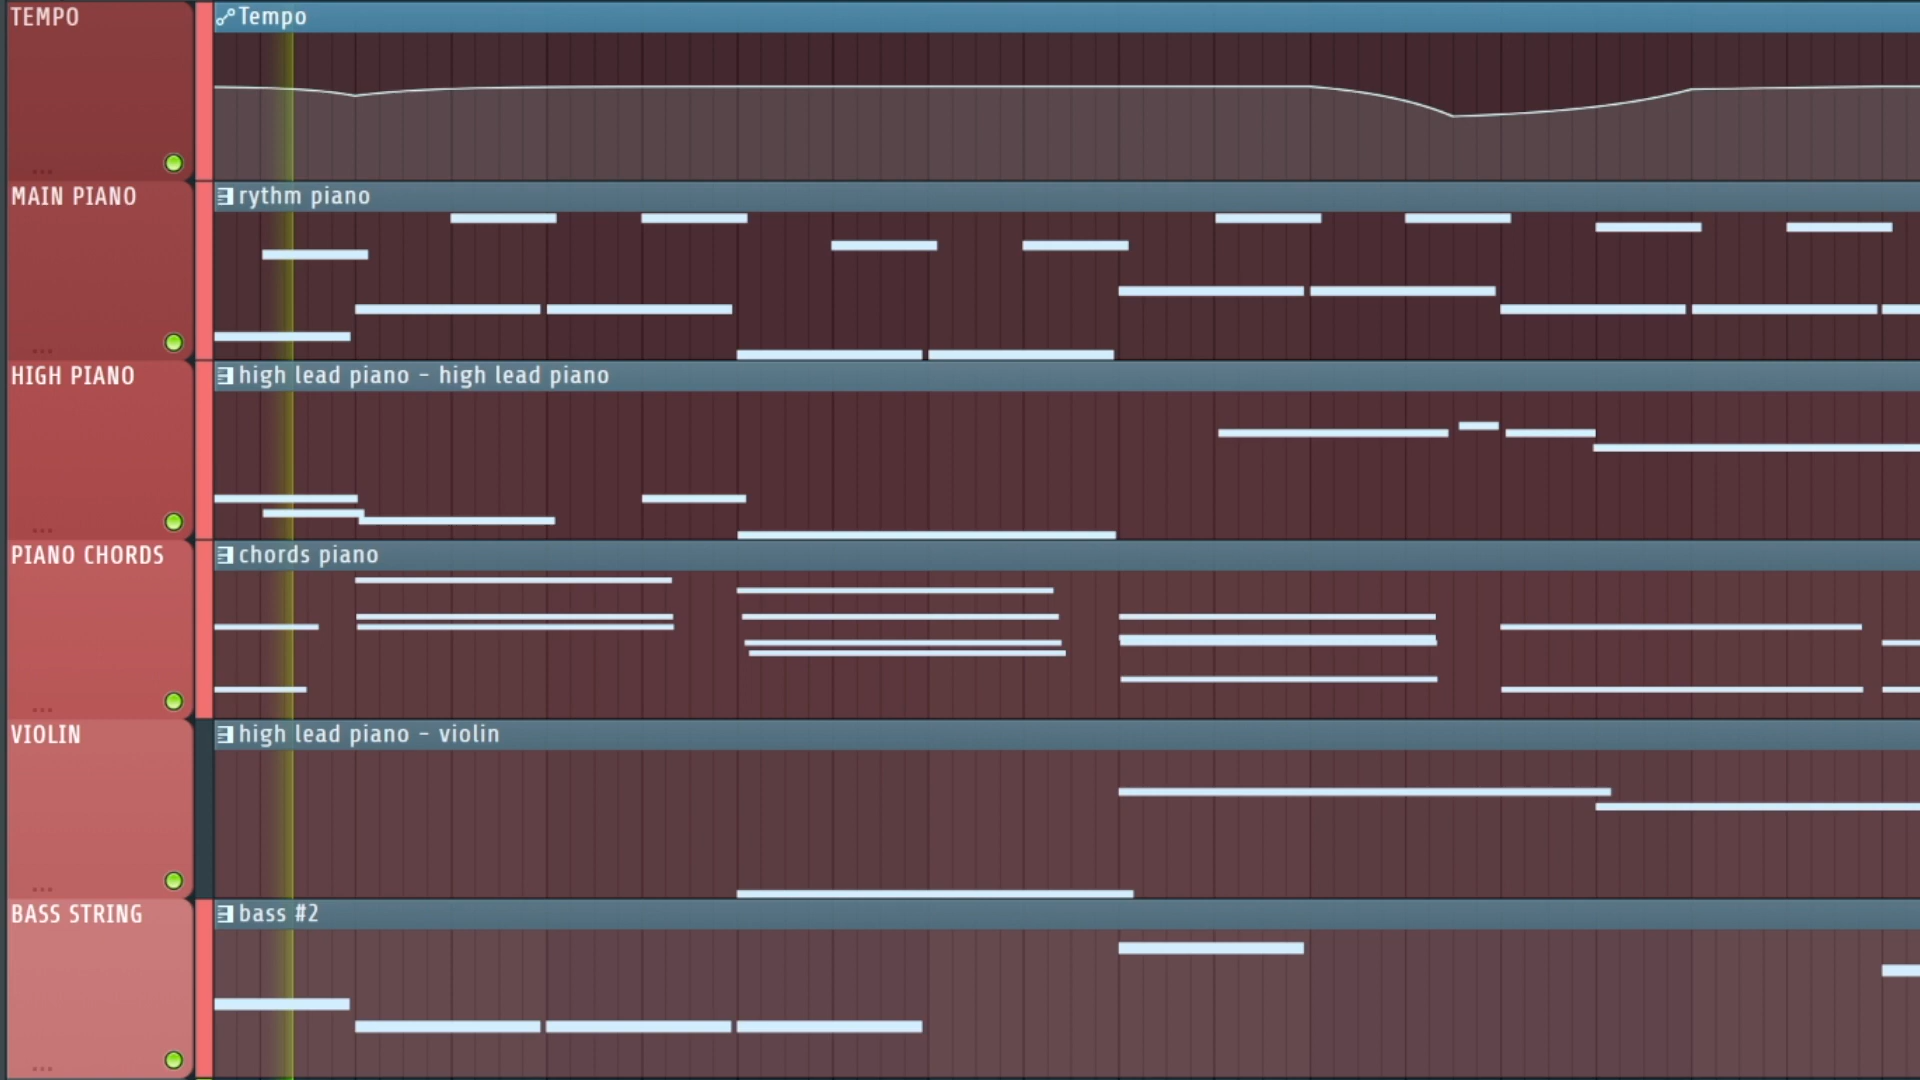 TEMPO
Tempo
MAIN PIANO
rythm piano
HIGH PIANO
high lead piano - high lead piano
PIANO CHORDS
chords piano
VIOLIN
high lead piano - violin
BASS STRING
bass #2